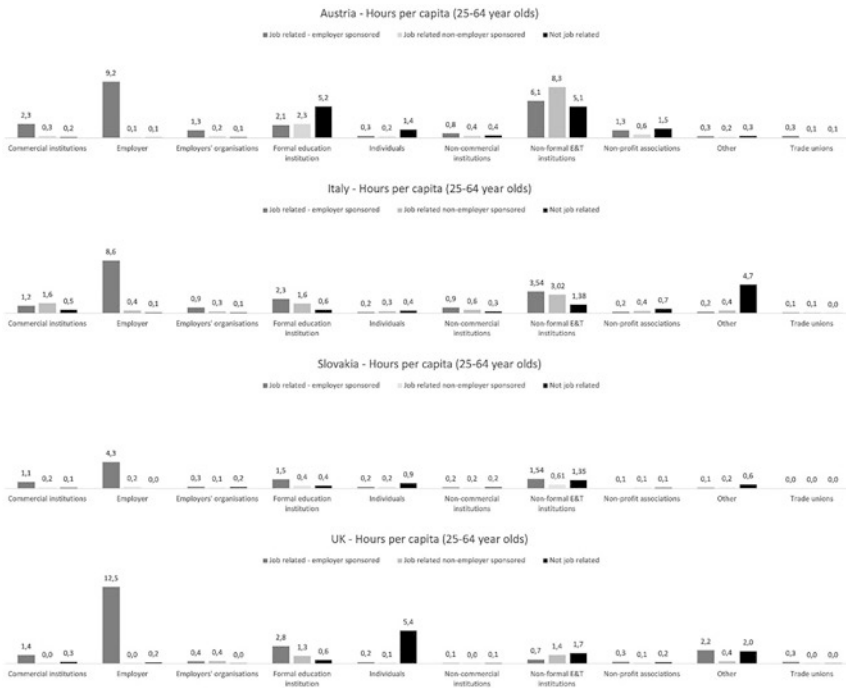 Austria - Hours per capita (25-64 year olds)
Job related - employer sponsored Job related non-employer sponsored Not job related
2,3 0,3 0,2 9,2 0,1 0,1 1,3 0,2 0,1 2,1 2,3 5,2 0,3 0,2 1,4 0,8 0,4 0,4 6,1 8,3 5,1 1,3 0,6 1,5 0,3 0,2 0,3 0,3 0,1 0,1
Commercial institutions Employer Employers' organisations Formal education institution Individuals Non-commercial institutions Non-formal E&T institutions Non-profit associations Other Trade unions
Italy - Hours per capita (25-64 year olds)
Job related - employer sponsored Job related non-employer sponsored Not job related
1,2 1,6 0,5 8,6 0,4 0,1 0,9 0,3 0,1 2,3 1,6 0,6 0,2 0,3 0,4 0,9 0,6 0,3 3,54 3,02 1,38 0,2 0,4 0,7 0,2 0,4 4,7 0,1 0,1 0,0
Commercial institutions Employer Employers' organisations Formal education institution Individuals Non-commercial institutions Non-formal E&T institutions Non-profit associations Other Trade unions
Slovakia - Hours per capita (25-64 year olds)
Job related - employer sponsored Job related non-employer sponsored Not job related
0,2 0,1 4,3 0,2 0,0 0,3 0,1 0,2 1,5 0,4 0,4 0,2 0,2 0,9 0,2 0,2 0,2 1,54 0,61 1,35 0,1 0,1 0,1 0,1 0,2 0,6 0,0 0,0 0,0
Commercial institutions Employer Employers' organisations Formal education institution Individuals Non-commercial institutions Non-formal E&T institutions Non-profit associations Other Trade unions
UK - Hours per capita (25-64 year olds)
Job related - employer sponsored Job related non-employer sponsored Not job related
1,4 0,0 0,3 12,5 0,0 0,2 0,4 0,4 0,0 2,8 1,3 0,6 0,2 0,1 5,4 0,1 0,0 0,1 0,7 1,4 1,7 0,3 0,1 0,2 2,2 0,4 2,0 0,3 0,0 0,0
Commercial institutions Employer Employers' organisations Formal education institution Individuals Non-commercial institutions Non-formal E&T institutions Non-profit associations Other Trade unions